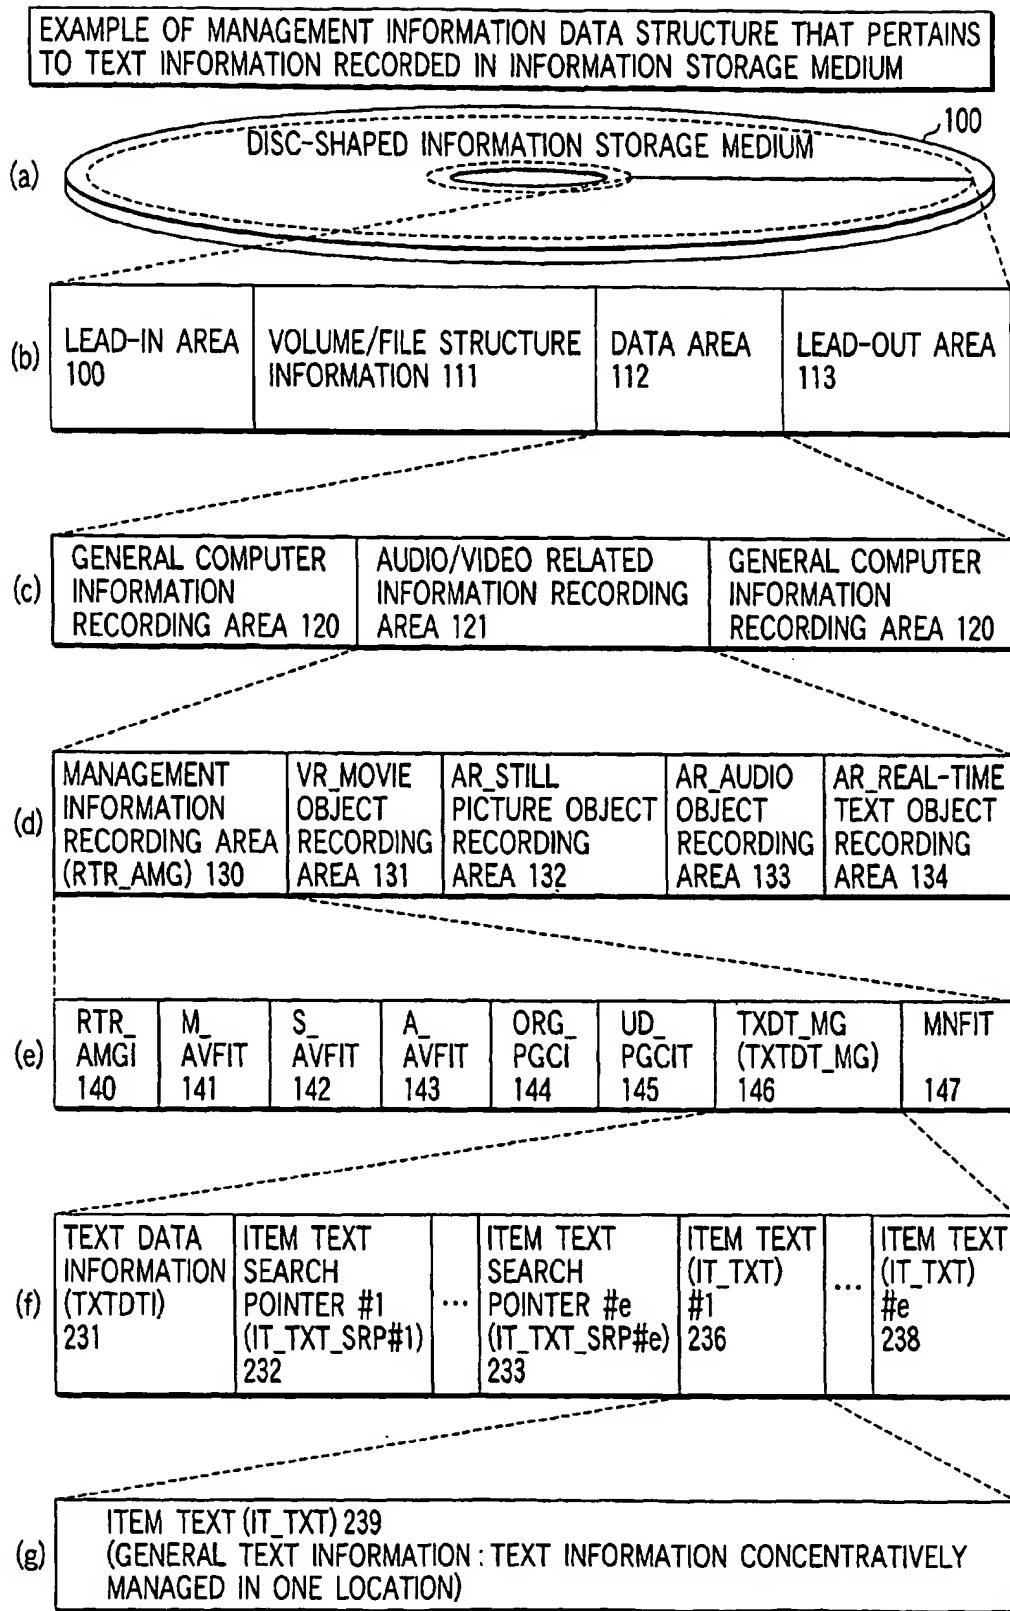 EXAMPLE OF MANAGEMENT INFORMATION DATA STRUCTURE THAT PERTAINS
TO TEXT INFORMATION RECORDED IN INFORMATION STORAGE MEDIUM
100
DISC-SHAPED INFORMATION STORAGE MEDIUM
(a)
(b)
LEAD-IN AREA
100
VOLUME/FILE STRUCTURE
INFORMATION 111
DATA AREA
112
LEAD-OUT AREA
113
(c)
GENERAL COMPUTER
INFORMATION
RECORDING AREA 120
AUDIO/VIDEO RELATED
INFORMATION RECORDING
AREA 121
GENERAL COMPUTER
INFORMATION
RECORDING AREA 120
(d)
MANAGEMENT
INFORMATION
RECORDING AREA
(RTR_AMG) 130
VR_MOVIE
OBJECT
RECORDING
AREA 131
AR_STILL
PICTURE OBJECT
RECORDING
AREA 132
AR_AUDIO
OBJECT
RECORDING
AREA 133
AR_REAL-TIME
TEXT OBJECT
RECORDING
AREA 134
(e)
RTR_
AMGI
140
M_
AVFIT
141
S_
AVFIT
142
A_
AVFIT
143
ORG_
PGCI
144
UD_
PGCIT
145
TXDT_MG
(TXTDT_MG)
146
MNFIT
147
(f)
TEXT DATA
INFORMATION
(TXTDTI)
231
ITEM TEXT
SEARCH
POINTER #1
(IT_TXT_SRP#1)
232
...
ITEM TEXT
SEARCH
POINTER #e
(IT_TXT_SRP#e)
233
ITEM TEXT
(IT_TXT)
#1
236
...
ITEM TEXT
(IT_TXT)
#e
238
(g)
ITEM TEXT (IT_TXT) 239
(GENERAL TEXT INFORMATION : TEXT INFORMATION CONCENTRATIVELY
MANAGED IN ONE LOCATION)